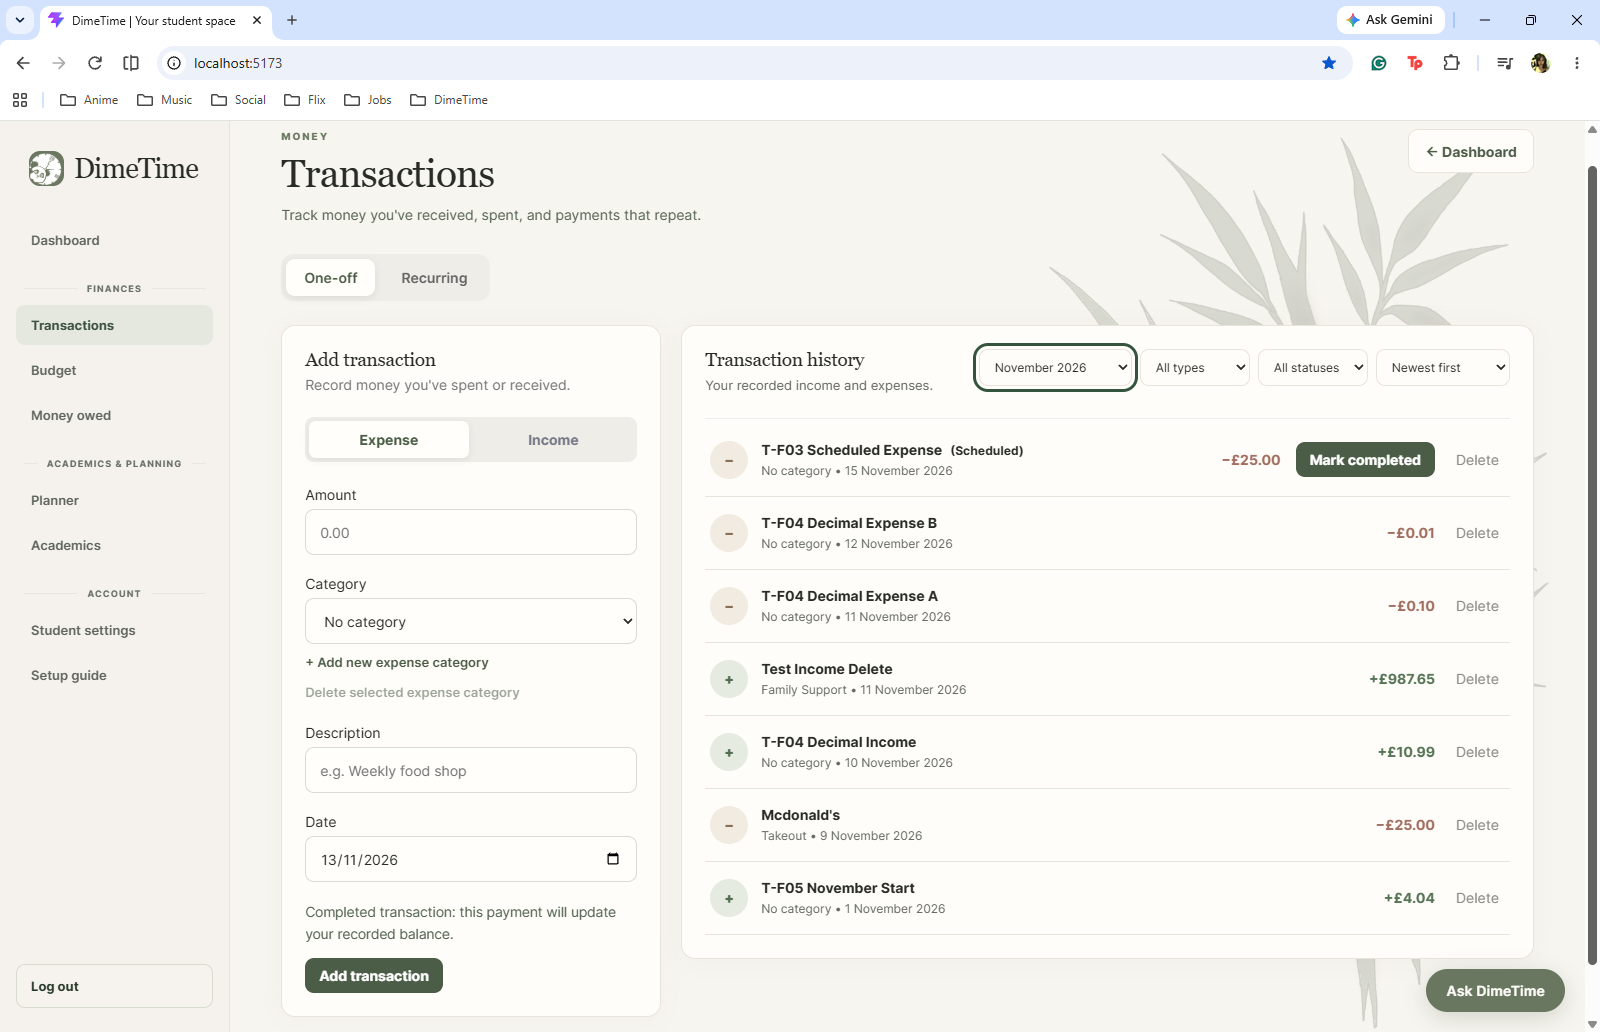 DimeTime | Your student space
Ask Gemini
localhost:5173
Anime
Music
Social
Flix
Jobs
DimeTime
DimeTime
Dashboard
FINANCES
Transactions
Budget
Money owed
ACADEMICS & PLANNING
Planner
Academics
ACCOUNT
Student settings
Setup guide
Log out
MONEY
Transactions
Track money you've received, spent, and payments that repeat.
← Dashboard
One-off
Recurring
Add transaction
Record money you've spent or received.
Expense
Income
Amount
0.00
Category
No category
+ Add new expense category
Delete selected expense category
Description
e.g. Weekly food shop
Date
13/11/2026
Completed transaction: this payment will update
your recorded balance.
Add transaction
Transaction history
Your recorded income and expenses.
November 2026
All types
All statuses
Newest first
T-F03 Scheduled Expense (Scheduled)
No category • 15 November 2026
−£25.00
Mark completed
Delete
T-F04 Decimal Expense B
No category • 12 November 2026
−£0.01
Delete
T-F04 Decimal Expense A
No category • 11 November 2026
−£0.10
Delete
Test Income Delete
Family Support • 11 November 2026
+£987.65
Delete
T-F04 Decimal Income
No category • 10 November 2026
+£10.99
Delete
Mcdonald's
Takeout • 9 November 2026
−£25.00
Delete
T-F05 November Start
No category • 1 November 2026
+£4.04
Delete
Ask DimeTime